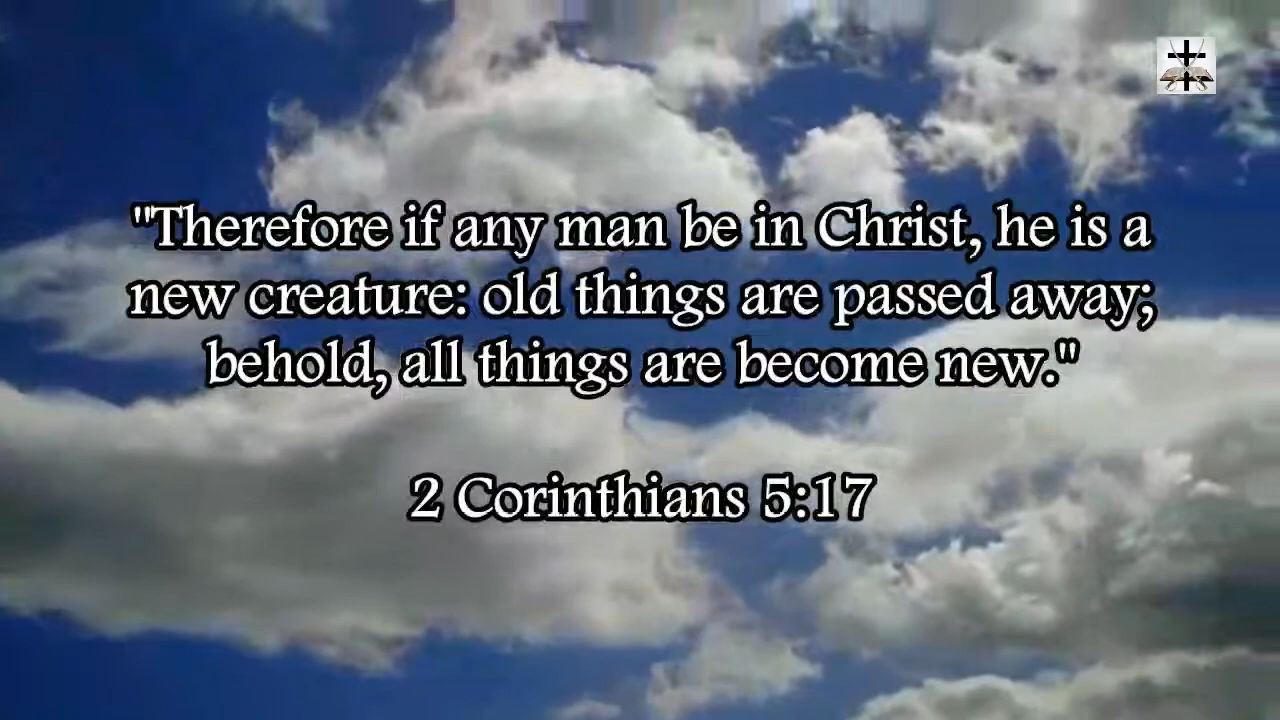 "Therefore if any man be in Christ, he is a
new creature: old things are passed away;
behold, all things are become new."
2 Corinthians 5:17